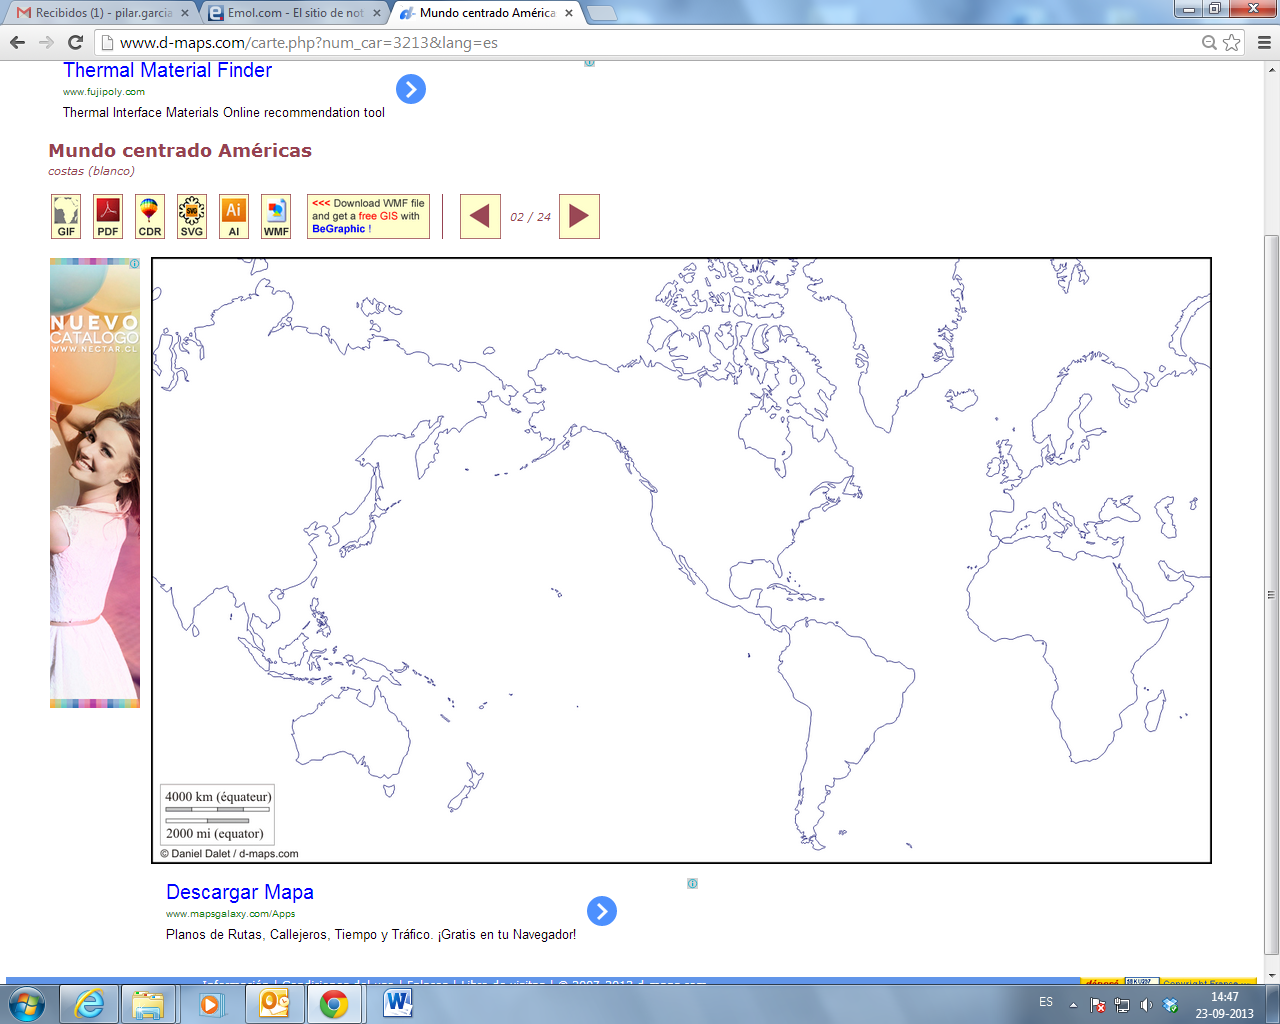 Recibidos (1) - pilar.garcia
Emol.com - El sitio de not
Mundo centrado América
www.d-maps.com/carte.php?num_car=3213&lang=es
Thermal Material Finder
www.fujipoly.com
Thermal Interface Materials Online recommendation tool
Mundo centrado Américas
costas (blanco)
GIF
PDF
CDR
SVG
SVG
Ai
AI
WMF
<<< Download WMF file
and get a free GIS with
BeGraphic !
02 / 24
NUEVO
CATALOGO
WWW.NECTAR.CL
4000 km (équateur)
2000 mi (equator)
© Daniel Dalet / d-maps.com
Descargar Mapa
www.mapsgalaxy.com/Apps
Planos de Rutas, Callejeros, Tiempo y Tráfico. ¡Gratis en tu Navegador!
ES
14:47
23-09-2013